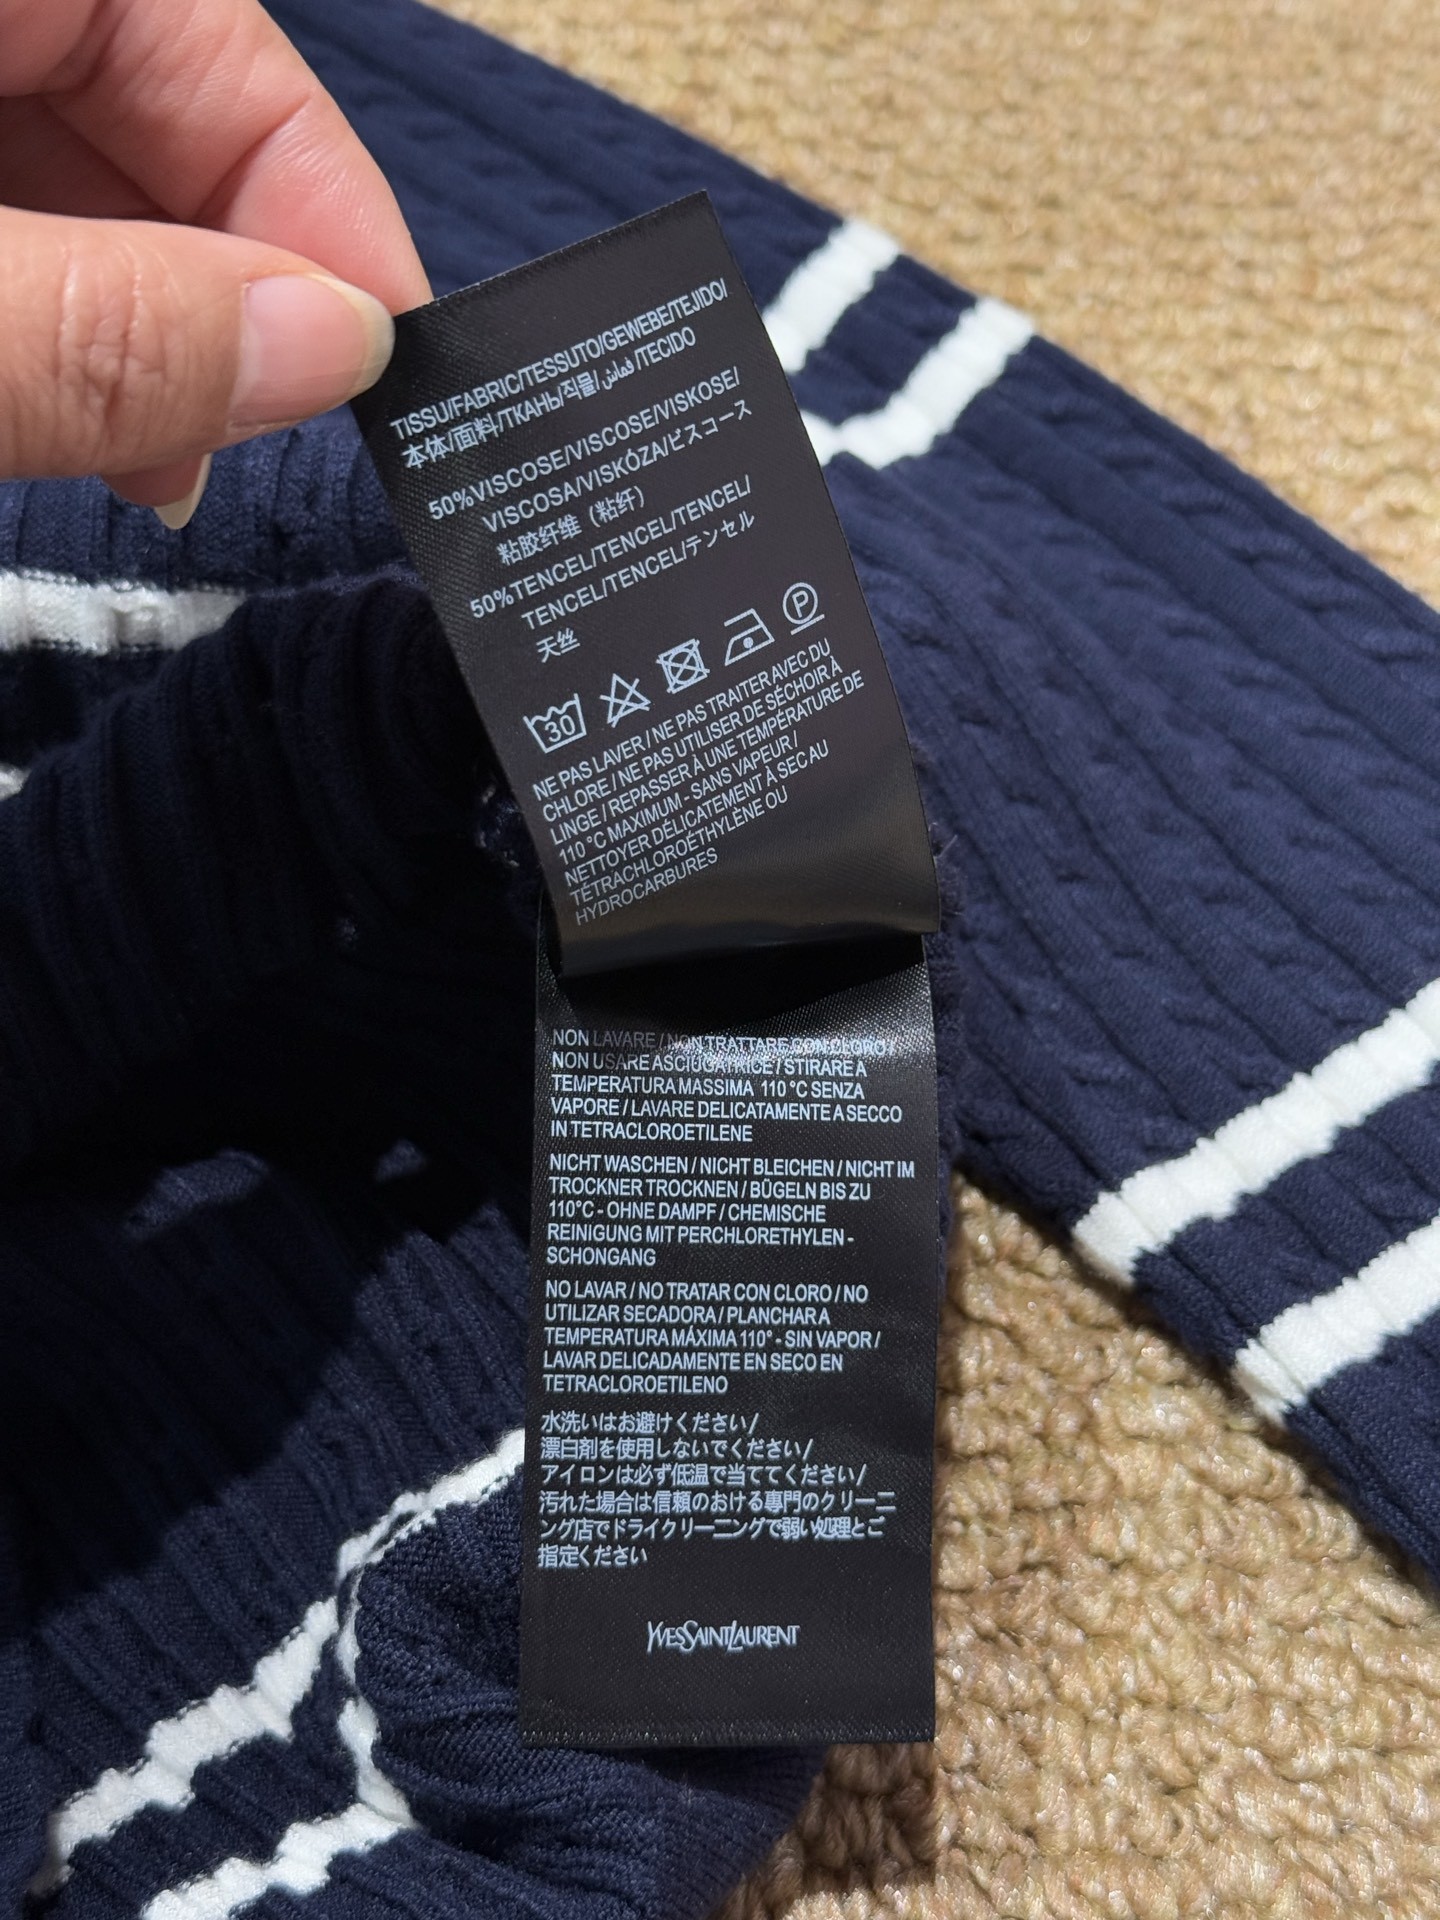 TISSU/FABRIC/TESSUTO/GEWEBE/TEJIDO/
本体/面料/ТКАНЬ/직물/قماش/TECIDO
50%VISCOSE/VISCOSE/VISKOSE/
VISCOSA/VISKÓZA/ビスコース
粘胶纤维（粘纤）
50%TENCEL/TENCEL/TENCEL/
TENCEL/TENCEL/テンセル
天丝
30 P
NE PAS LAVER / NE PAS TRAITER AVEC DU
CHLORE / NE PAS UTILISER DE SÉCHOIR À
LINGE / REPASSER À UNE TEMPÉRATURE DE
110 °C MAXIMUM - SANS VAPEUR /
NETTOYER DÉLICATEMENT À SEC AU
TÉTRACHLOROÉTHYLÈNE OU
HYDROCARBURES
NON LAVARE / NON TRATTARE CON CLORO /
NON USARE ASCIUGATRICE / STIRARE A
TEMPERATURA MASSIMA 110 °C SENZA
VAPORE / LAVARE DELICATAMENTE A SECCO
IN TETRACLOROETILENE
NICHT WASCHEN / NICHT BLEICHEN / NICHT IM
TROCKNER TROCKNEN / BÜGELN BIS ZU
110°C - OHNE DAMPF / CHEMISCHE
REINIGUNG MIT PERCHLORETHYLEN -
SCHONGANG
NO LAVAR / NO TRATAR CON CLORO / NO
UTILIZAR SECADORA / PLANCHAR A
TEMPERATURA MÁXIMA 110° - SIN VAPOR /
LAVAR DELICADAMENTE EN SECO EN
TETRACLOROETILENO
水洗いはお避けください/
漂白剤を使用しないでください/
アイロンは必ず低温で当ててください/
汚れた場合は信頼のおける専門のクリーニ
ング店でドライクリーニングで弱い処理とご
指定ください
YVESSAINTLAURENT